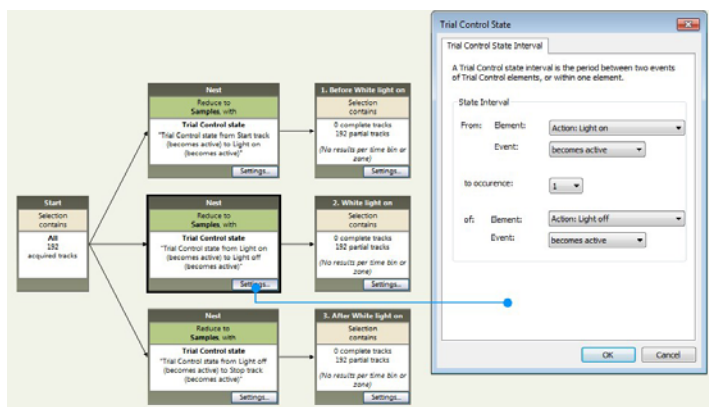 Trial Control State
Trial Control State Interval
A Trial Control state interval is the period between two events
of Trial Control elements, or within one element.
State Interval
From: Element: Action: Light on
Event: becomes active
to occurence: 1
of: Element: Action: Light off
Event: becomes active
OK Cancel
Start
Selection
contains
All
192
acquired tracks
Nest
Reduce to
Samples, with
Trial Control state
"Trial Control state from Start track
(becomes active) to Light on
(becomes active)"
Settings...
1. Before White light on
Selection
contains
0 complete tracks
192 partial tracks
(No results per time bin or
zone)
Settings...
Nest
Reduce to
Samples, with
Trial Control state
"Trial Control state from Light on
(becomes active) to Light off
(becomes active)"
Settings...
2. White light on
Selection
contains
0 complete tracks
192 partial tracks
(No results per time bin or
zone)
Settings...
Nest
Reduce to
Samples, with
Trial Control state
"Trial Control state from Light off
(becomes active) to Stop track
(becomes active)"
Settings...
3. After White light on
Selection
contains
0 complete tracks
192 partial tracks
(No results per time bin or
zone)
Settings...